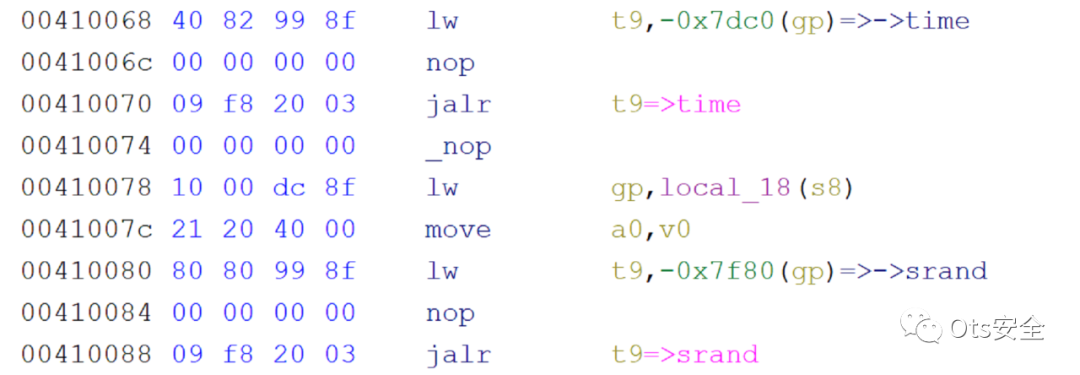 00410068 40 82 99 8f lw t9,-0x7dc0(gp)=>->time
0041006c 00 00 00 00 nop
00410070 09 f8 20 03 jalr t9=>time
00410074 00 00 00 00 _nop
00410078 10 00 dc 8f lw gp,local_18(s8)
0041007c 21 20 40 00 move a0,v0
00410080 80 80 99 8f lw t9,-0x7f80(gp)=>->srand
00410084 00 00 00 00 nop
00410088 09 f8 20 03 jalr t9=>srand
Ots安全